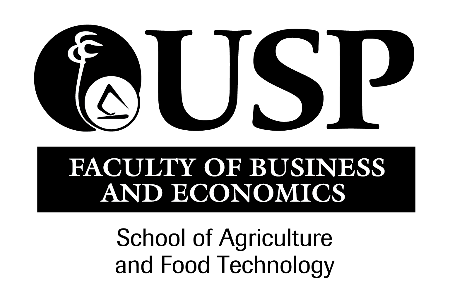 USP
FACULTY OF BUSINESS
AND ECONOMICS
School of Agriculture
and Food Technology